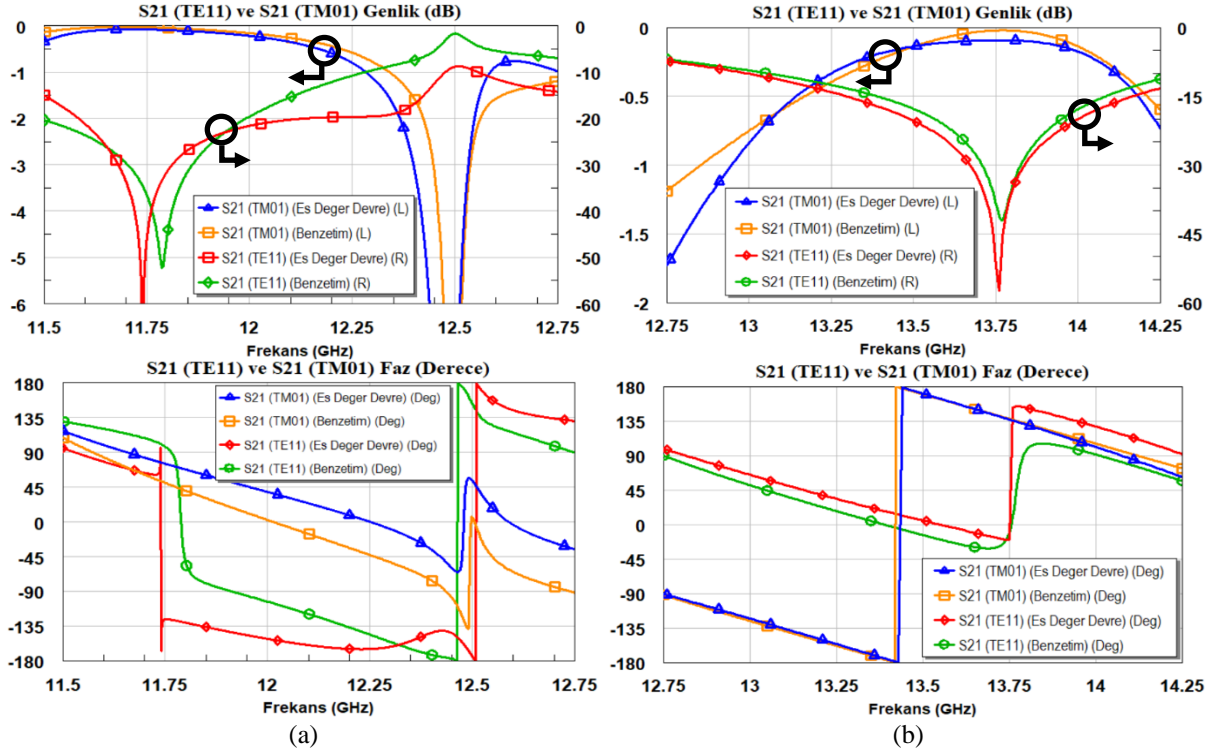 S21 (TE11) ve S21 (TM01) Genlik (dB)
0
-1
-2
-3
-4
-5
-6
0
-10
-20
-30
-40
-50
-60
S21 (TM01) (Es Deger Devre) (L)
S21 (TM01) (Benzetim) (L)
S21 (TE11) (Es Deger Devre) (R)
S21 (TE11) (Benzetim) (R)
11.5 11.75 12 12.25 12.5 12.75
Frekans (GHz)
S21 (TE11) ve S21 (TM01) Genlik (dB)
0
-0.5
-1
-1.5
-2
0
-15
-30
-45
-60
S21 (TM01) (Es Deger Devre) (L)
S21 (TM01) (Benzetim) (L)
S21 (TE11) (Es Deger Devre) (R)
S21 (TE11) (Benzetim) (R)
12.75 13 13.25 13.5 13.75 14 14.25
Frekans (GHz)
S21 (TE11) ve S21 (TM01) Faz (Derece)
180
135
90
45
0
-45
-90
-135
-180
S21 (TM01) (Es Deger Devre) (Deg)
S21 (TM01) (Benzetim) (Deg)
S21 (TE11) (Es Deger Devre) (Deg)
S21 (TE11) (Benzetim) (Deg)
11.5 11.75 12 12.25 12.5 12.75
Frekans (GHz)
(a)
S21 (TE11) ve S21 (TM01) Faz (Derece)
180
135
90
45
0
-45
-90
-135
-180
S21 (TM01) (Es Deger Devre) (Deg)
S21 (TM01) (Benzetim) (Deg)
S21 (TE11) (Es Deger Devre) (Deg)
S21 (TE11) (Benzetim) (Deg)
12.75 13 13.25 13.5 13.75 14 14.25
Frekans (GHz)
(b)